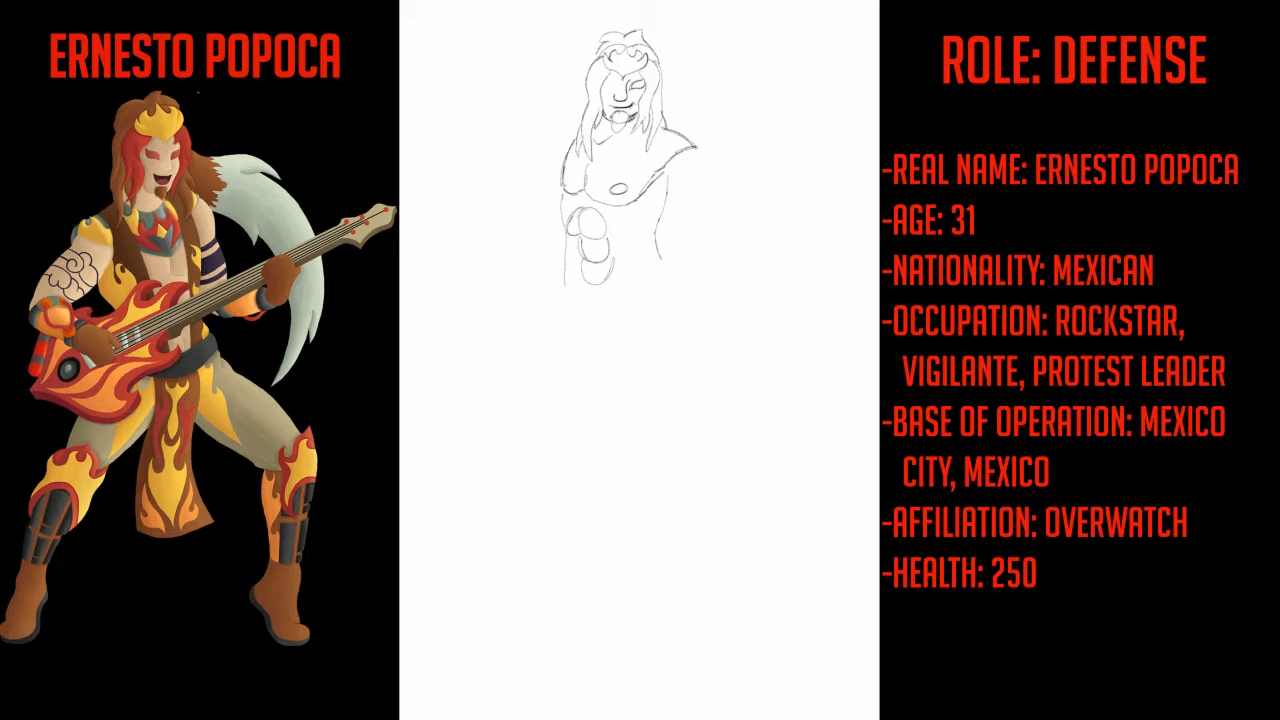 ERNESTO POPOCA
ROLE: DEFENSE
-REAL NAME: ERNESTO POPOCA
-AGE: 31
-NATIONALITY: MEXICAN
-OCCUPATION: ROCKSTAR,
VIGILANTE, PROTEST LEADER
-BASE OF OPERATION: MEXICO
CITY, MEXICO
-AFFILIATION: OVERWATCH
-HEALTH: 250